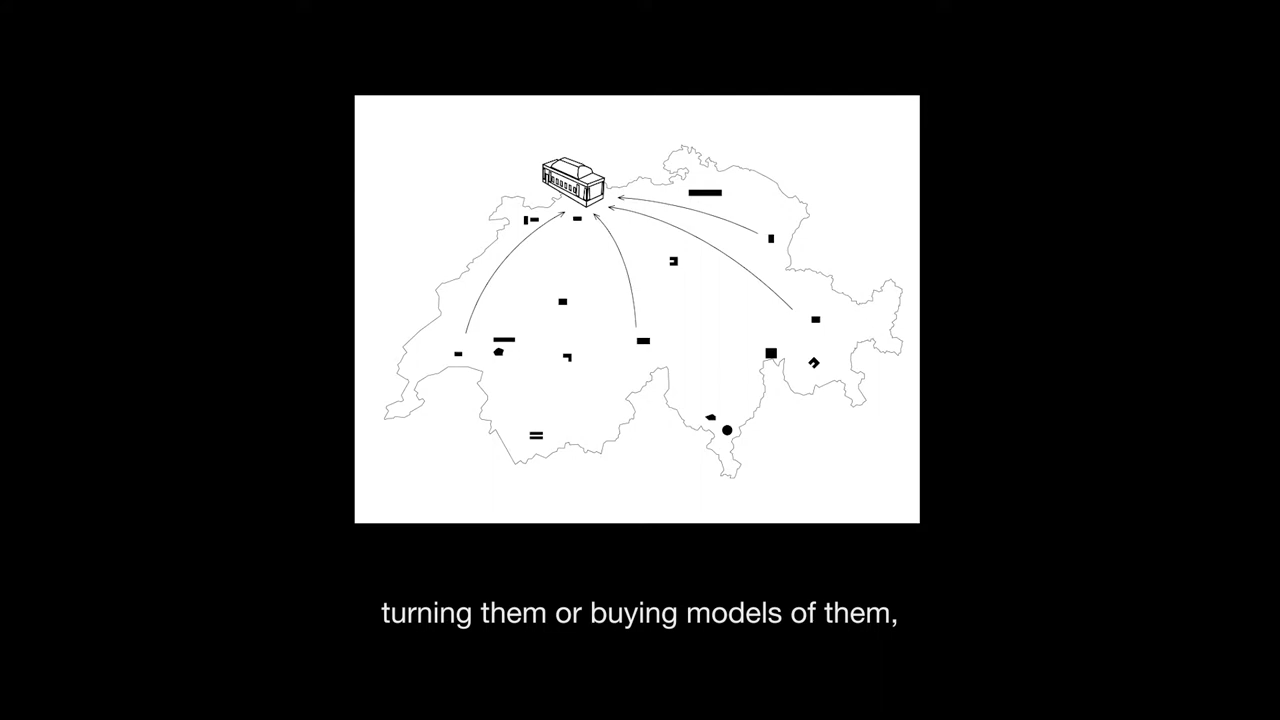 turning them or buying models of them,